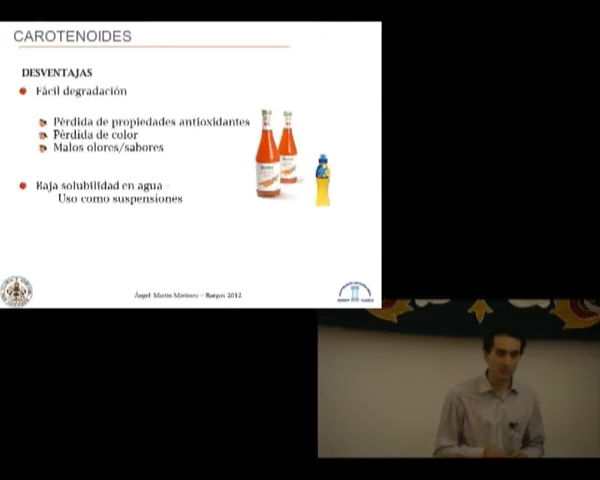 CAROTENOIDES
DESVENTAJAS
Fácil degradación
Pérdida de propiedades antioxidantes
Pérdida de color
Malos olores/sabores
Baja solubilidad en agua –
Uso como suspensiones
Ángel Martín Martínez – Burgos 2012